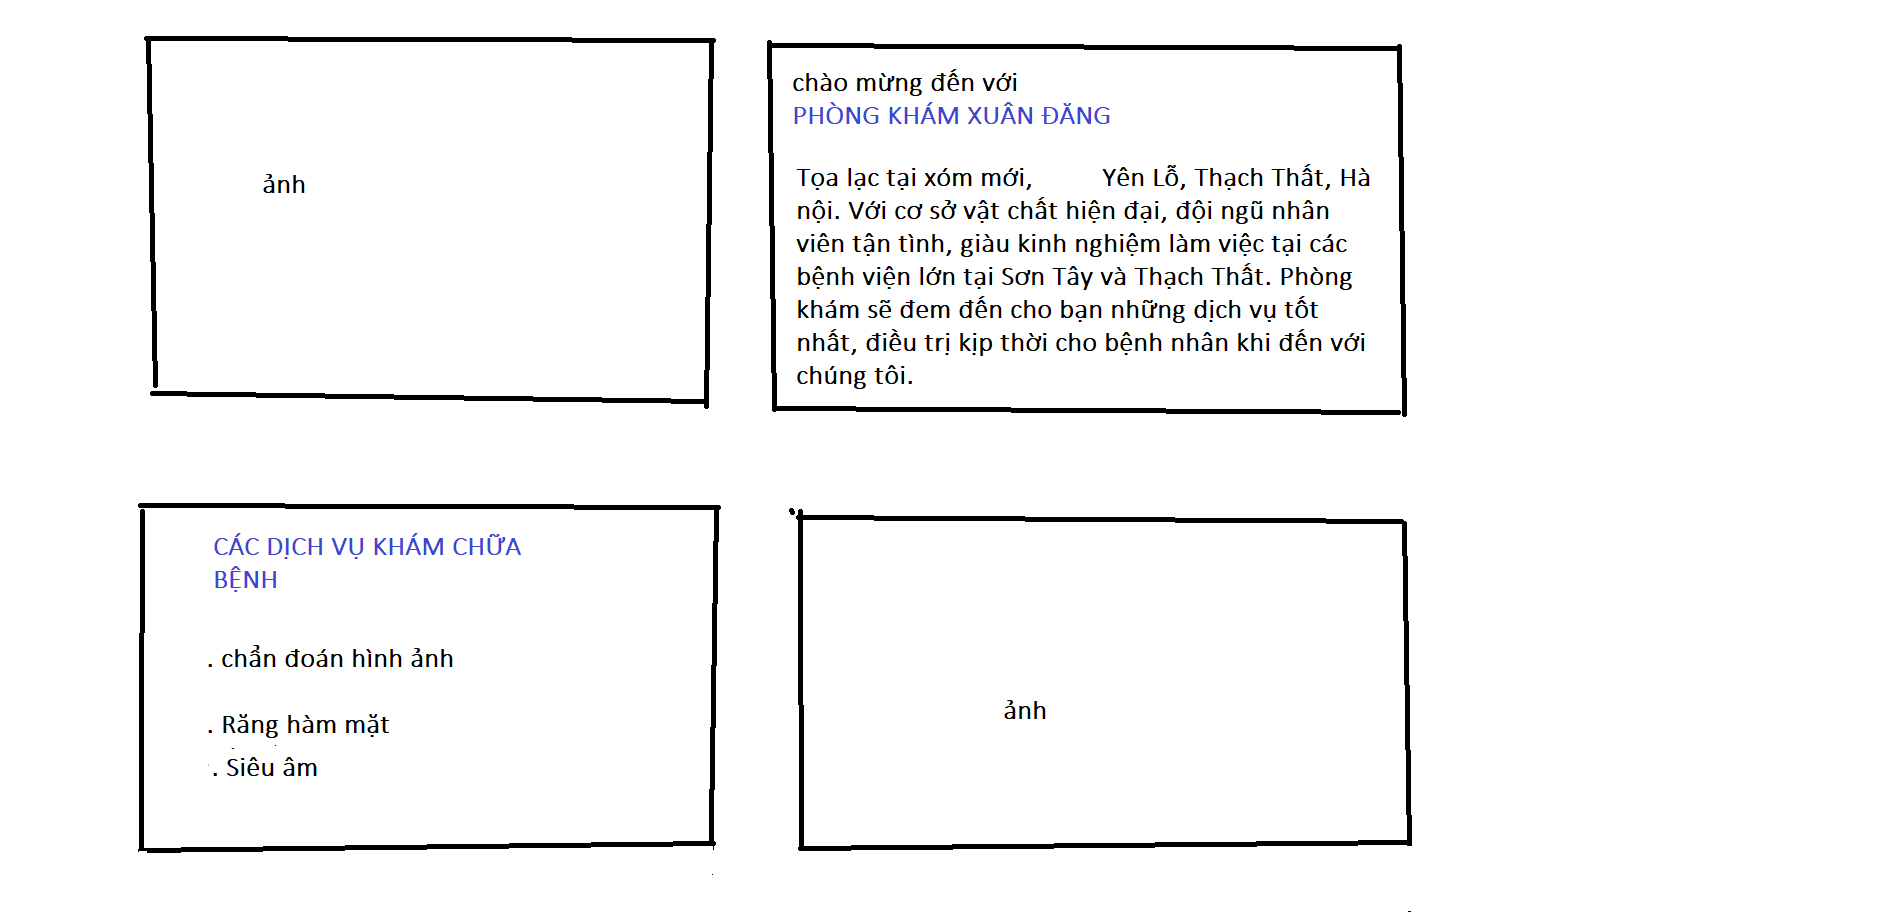 ảnh
chào mừng đến với
PHÒNG KHÁM XUÂN ĐĂNG
Tọa lạc tại xóm mới, Yên Lỗ, Thạch Thất, Hà
nội. Với cơ sở vật chất hiện đại, đội ngũ nhân
viên tận tình, giàu kinh nghiệm làm việc tại các
bệnh viện lớn tại Sơn Tây và Thạch Thất. Phòng
khám sẽ đem đến cho bạn những dịch vụ tốt
nhất, điều trị kịp thời cho bệnh nhân khi đến với
chúng tôi.
CÁC DỊCH VỤ KHÁM CHỮA
BỆNH
. chẩn đoán hình ảnh
. Răng hàm mặt
. Siêu âm
ảnh